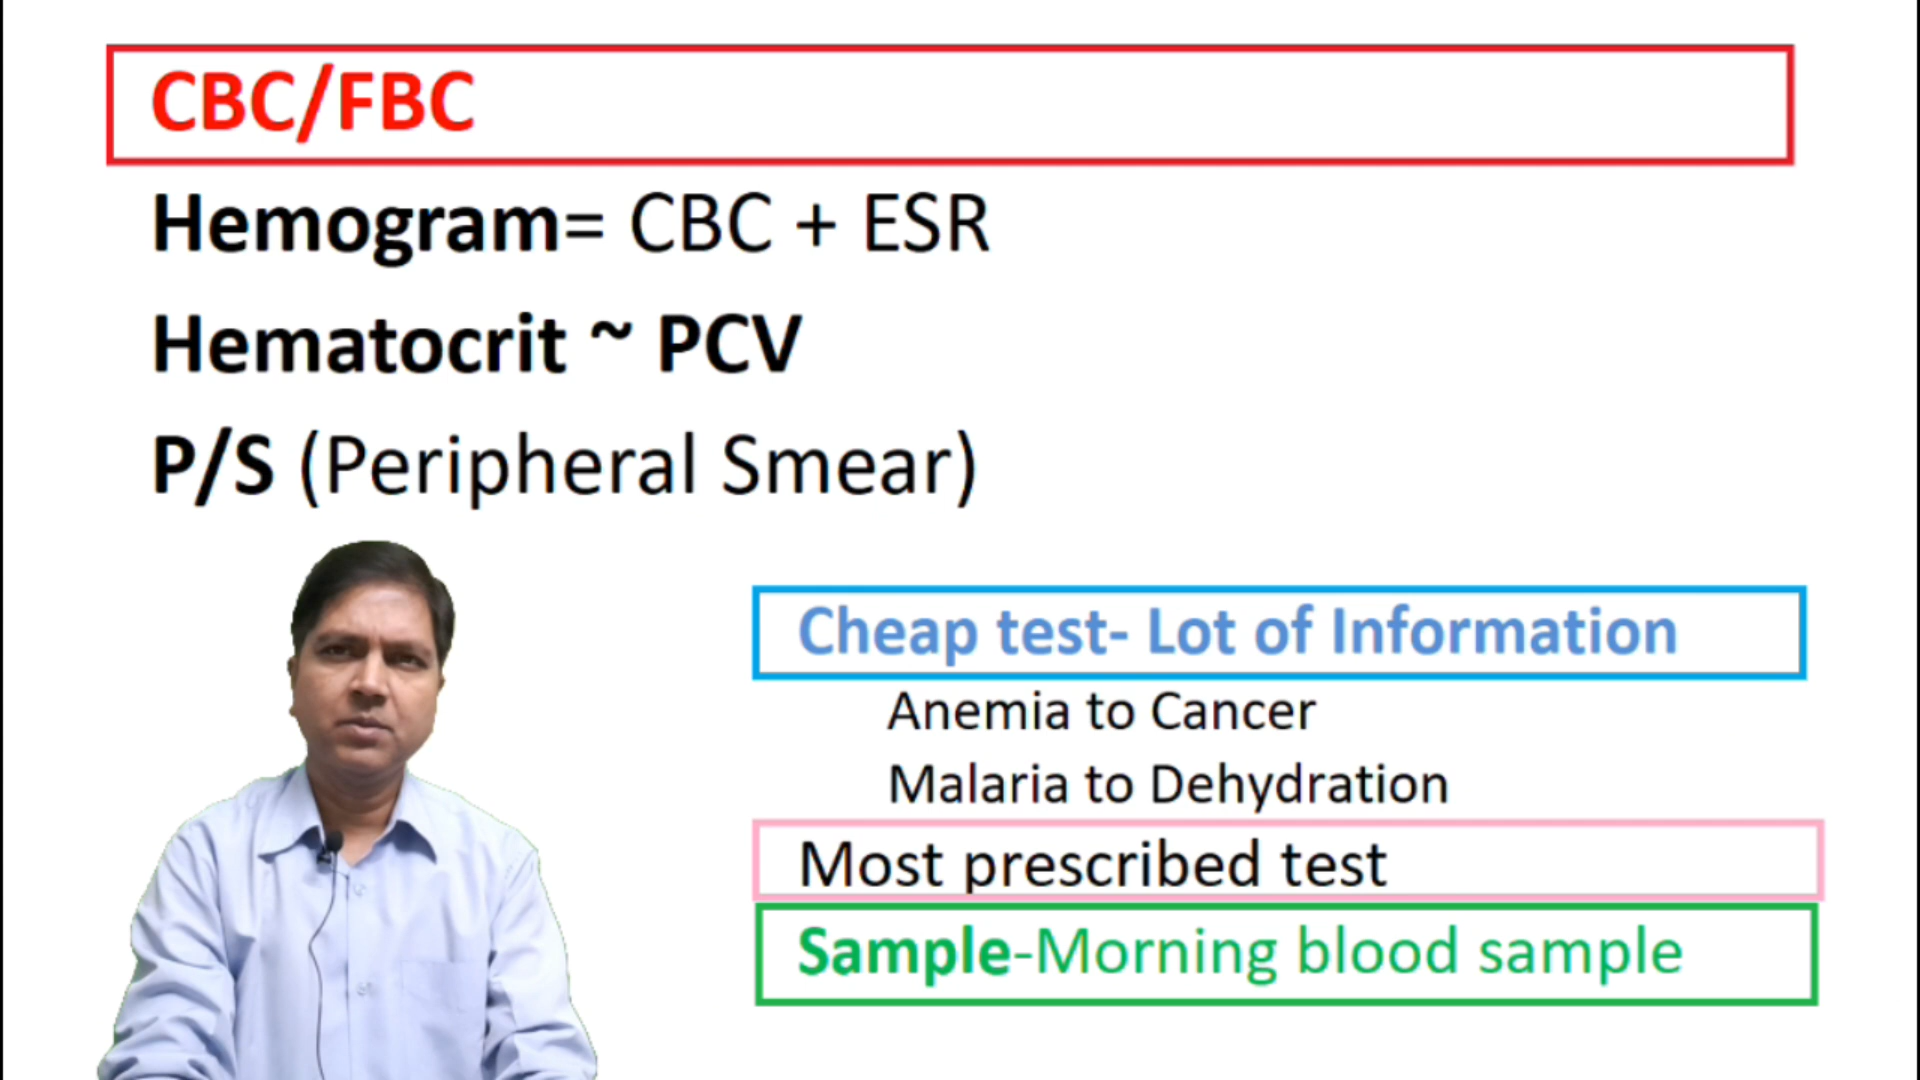 CBC/FBC
Hemogram= CBC + ESR
Hematocrit ~ PCV
P/S (Peripheral Smear)
Cheap test- Lot of Information
Anemia to Cancer
Malaria to Dehydration
Most prescribed test
Sample-Morning blood sample